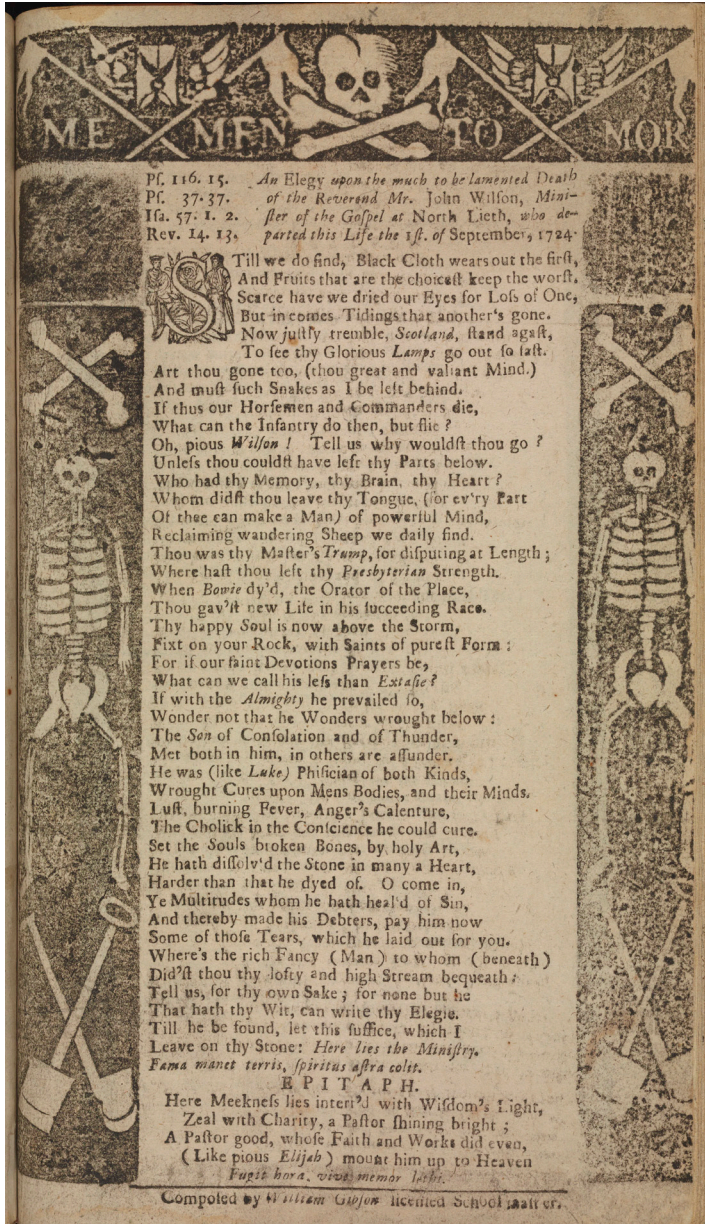 ME MEN TO MOR
Pſ. 116. 15. An Elegy upon the much to be lamented Death
Pſ. 37. 37. of the Reverend Mr. John Wilſon, Mini-
Iſa. 57. 1. 2. ſter of the Goſpel at North Lieth, who de-
Rev. 14. 13. parted this Life the 1ſt. of September, 1724.
STill we do find, Black Cloth wears out the firſt,
And Fruits that are the choiceſt keep the worſt.
Scarce have we dried our Eyes for Loſs of One,
But in comes Tidings that another's gone.
Now juſtly tremble, Scotland, ſtand agaſt,
To ſee thy Glorious Lamps go out ſo faſt.
Art thou gone too, (thou great and valiant Mind.)
And muſt ſuch Snakes as I be left behind.
If thus our Horſemen and Commanders die,
What can the Infantry do then, but flie ?
Oh, pious Wilſon ! Tell us why wouldſt thou go ?
Unleſs thou couldſt have left thy Parts below.
Who had thy Memory, thy Brain, thy Heart ?
Whom didſt thou leave thy Tongue, (for ev'ry Part
Of thee can make a Man) of powerful Mind,
Reclaiming wandering Sheep we daily find.
Thou was thy Maſter's Trump, for diſputing at Length ;
Where haſt thou left thy Presbyterian Strength.
When Bowie dy'd, the Orator of the Place,
Thou gav'ſt new Life in his ſucceeding Race.
Thy happy Soul is now above the Storm,
Fixt on your Rock, with Saints of pureſt Form :
For if our faint Devotions Prayers be,
What can we call his leſs than Extaſie ?
If with the Almighty he prevailed ſo,
Wonder not that he Wonders wrought below :
The Son of Conſolation and of Thunder,
Met both in him, in others are aſſunder.
He was (like Luke) Phiſician of both Kinds,
Wrought Cures upon Mens Bodies, and their Minds.
Luſt, burning Fever, Anger's Calenture,
The Cholick in the Conſcience he could cure.
Set the Souls broken Bones, by holy Art,
He hath diſſolv'd the Stone in many a Heart,
Harder than that he dyed of. O come in,
Ye Multitudes whom he hath heal'd of Sin,
And thereby made his Debters, pay him now
Some of thoſe Tears, which he laid out for you.
Where's the rich Fancy ( Man ) to whom ( beneath )
Did'ſt thou thy lofty and high Stream bequeath :
Tell us, for thy own Sake ; for none but he
That hath thy Wit, can write thy Elegie.
Till he be found, let this ſuffice, which I
Leave on thy Stone: Here lies the Miniſtry.
Fama manet terris, ſpiritus aſtra colit.
EPITAPH.
Here Meekneſs lies interr'd with Wiſdom's Light,
Zeal with Charity, a Paſtor ſhining bright ;
A Paſtor good, whoſe Faith and Works did even,
( Like pious Elijah ) mount him up to Heaven
Fugit hora, vive memor lethi.
Compoſed by William Gibſon licenſed School maſter.